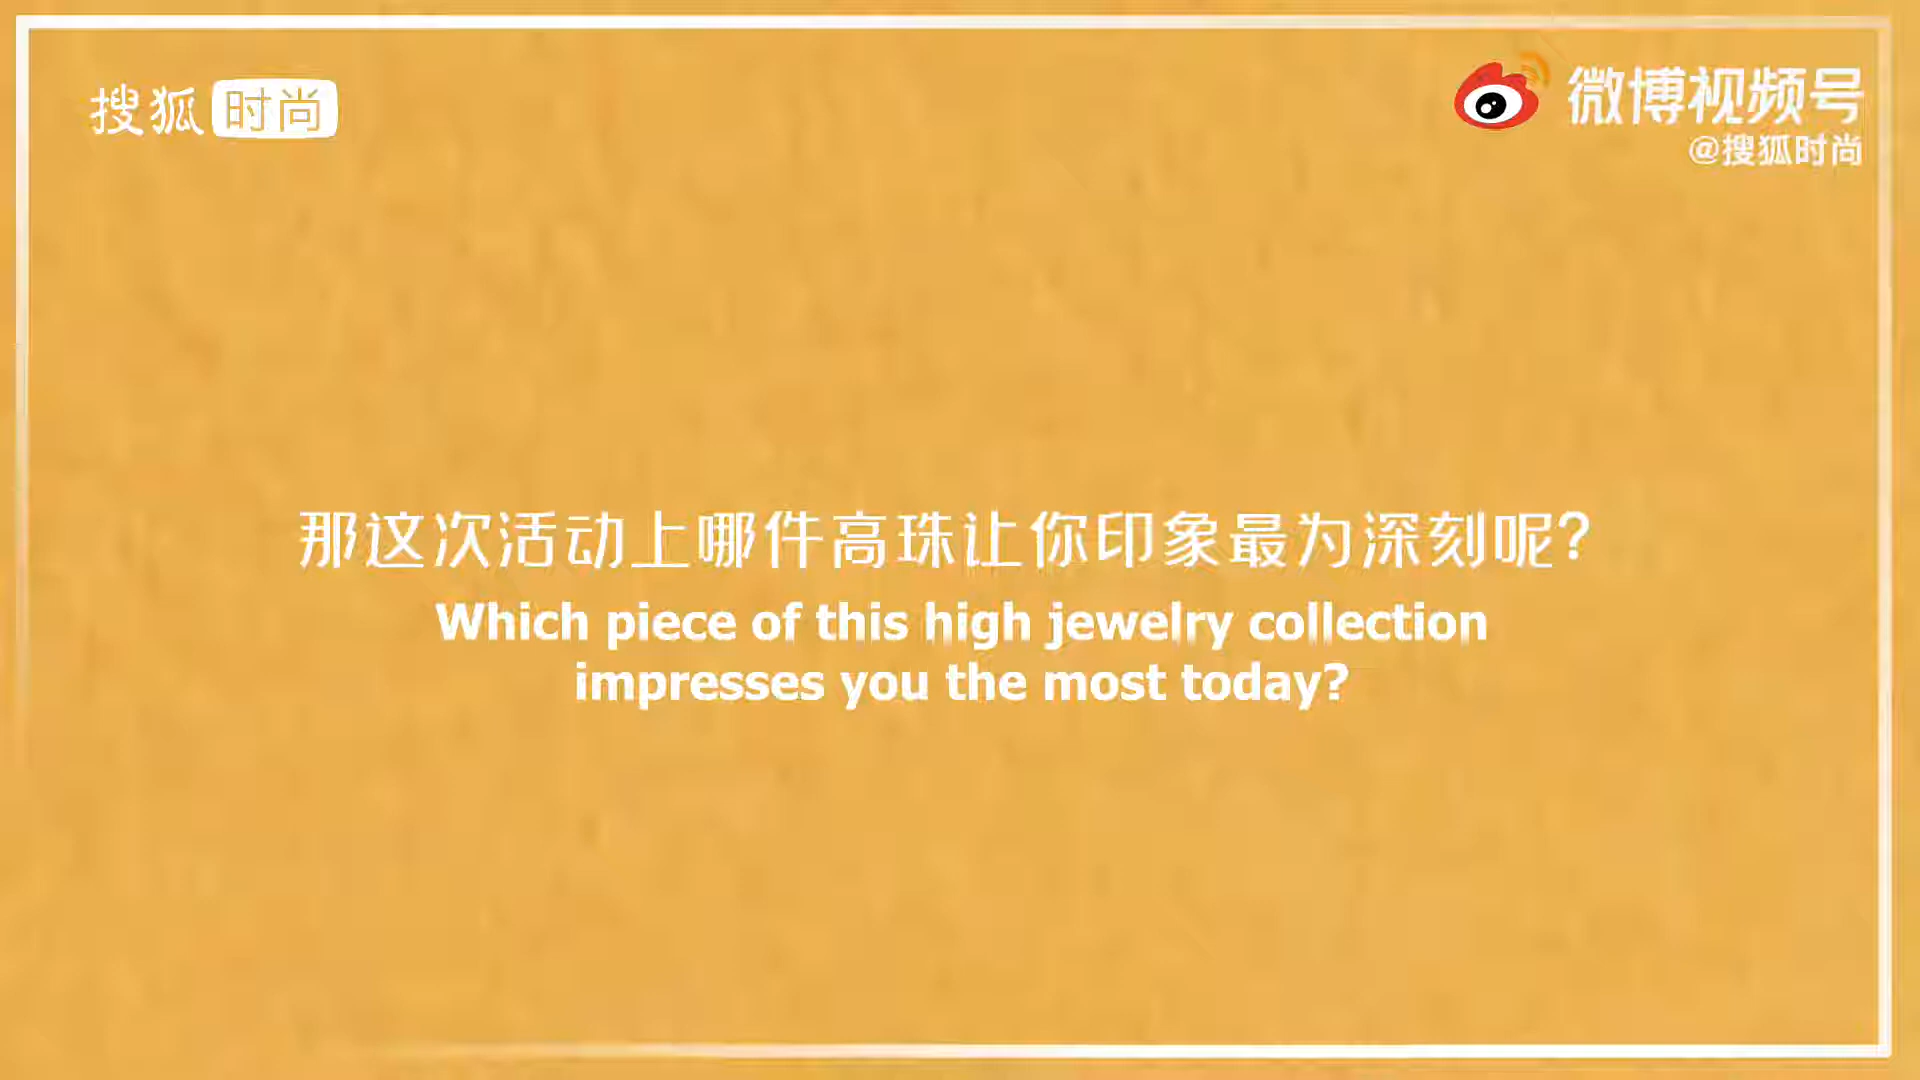 搜狐时尚
微博视频号
@搜狐时尚
那这次活动上哪件高珠让你印象最为深刻呢?
Which piece of this high jewelry collection
impresses you the most today?